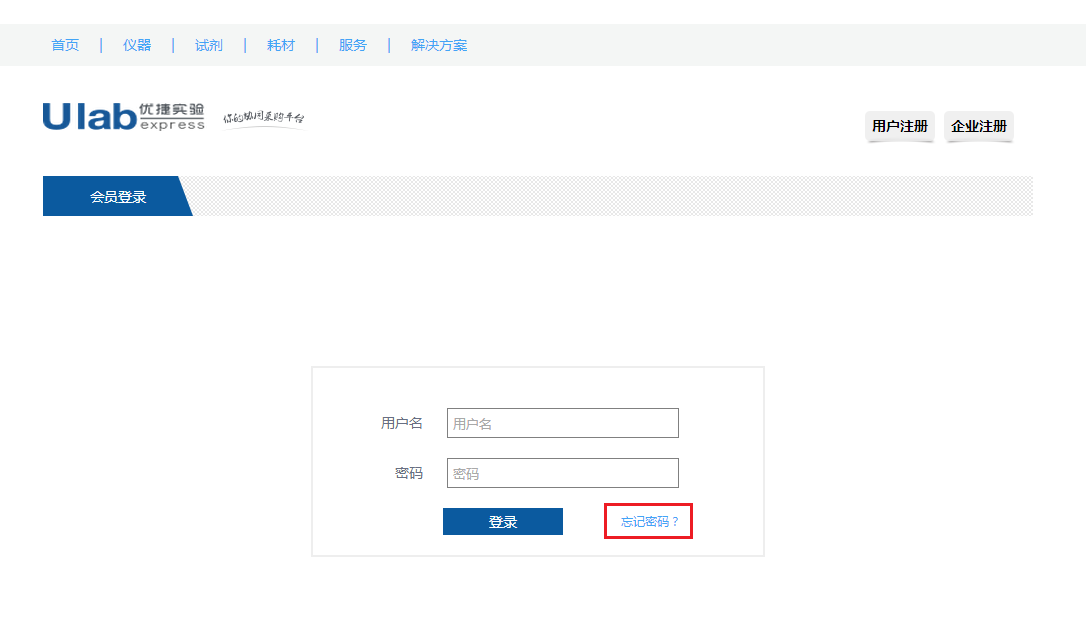 首页 | 仪器 | 试剂 | 耗材 | 服务 | 解决方案
Ulab 优捷实验 express 你的协同采购平台
用户注册 企业注册
会员登录
用户名 用户名
密码 密码
登录 忘记密码？